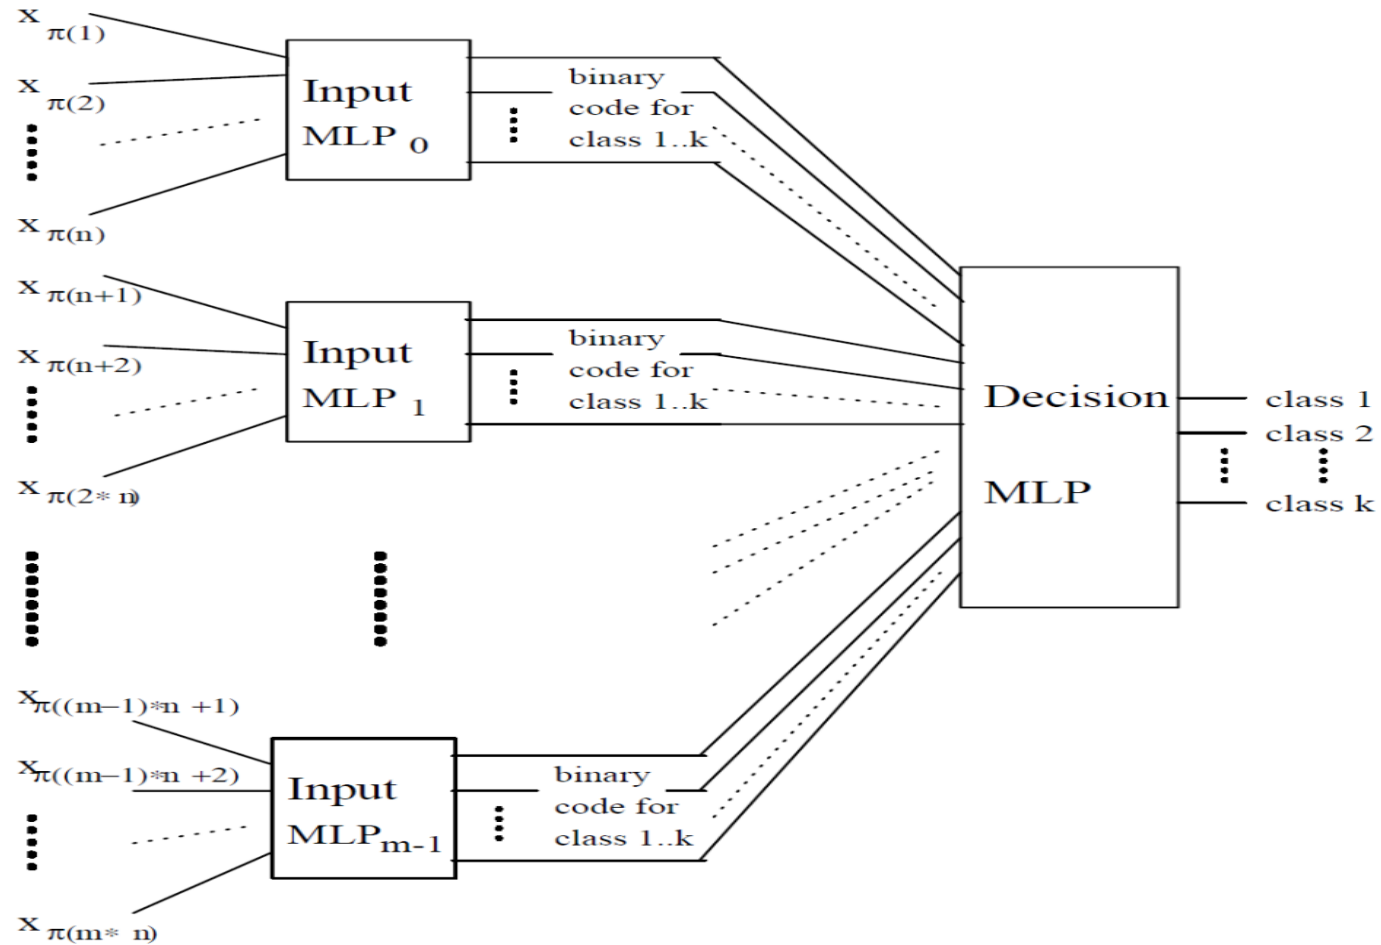 x π(1)
x π(2)
x π(n)
Input
MLP 0
binary
code for
class 1..k
x π(n+1)
x π(n+2)
x π(2* n)
Input
MLP 1
binary
code for
class 1..k
x π((m−1)*n +1)
x π((m−1)*n +2)
x π(m* n)
Input
MLP m-1
binary
code for
class 1..k
Decision
MLP
class 1
class 2
class k